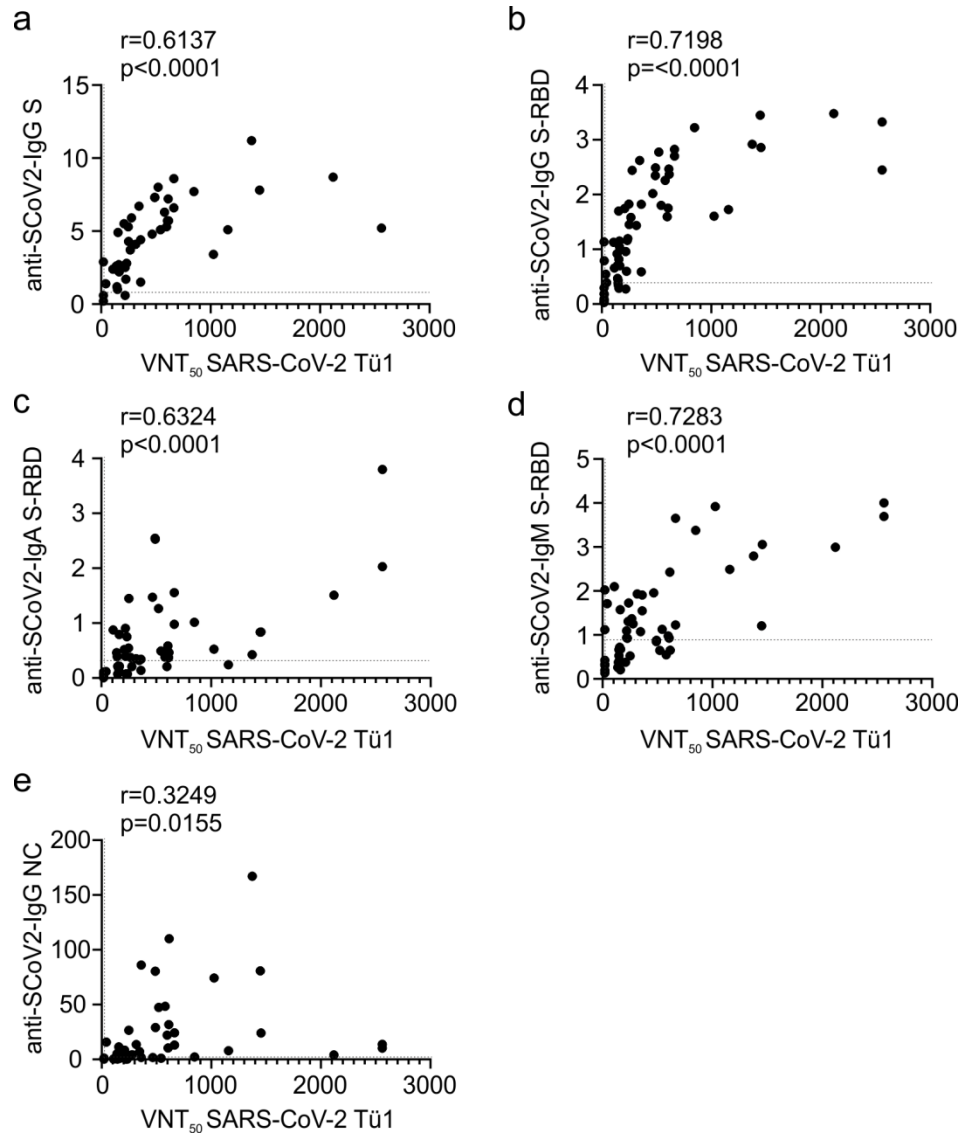 a
r=0.6137
p<0.0001
anti-SCoV2-IgG S
15
10
5
0
0 1000 2000 3000
VNT₅₀ SARS-CoV-2 Tü1
b
r=0.7198
p=<0.0001
anti-SCoV2-IgG S-RBD
4
3
2
1
0
0 1000 2000 3000
VNT₅₀ SARS-CoV-2 Tü1
c
r=0.6324
p<0.0001
anti-SCoV2-IgA S-RBD
4
3
2
1
0
0 1000 2000 3000
VNT₅₀ SARS-CoV-2 Tü1
d
r=0.7283
p<0.0001
anti-SCoV2-IgM S-RBD
5
4
3
2
1
0
0 1000 2000 3000
VNT₅₀ SARS-CoV-2 Tü1
e
r=0.3249
p=0.0155
anti-SCoV2-IgG NC
200
150
100
50
0
0 1000 2000 3000
VNT₅₀ SARS-CoV-2 Tü1